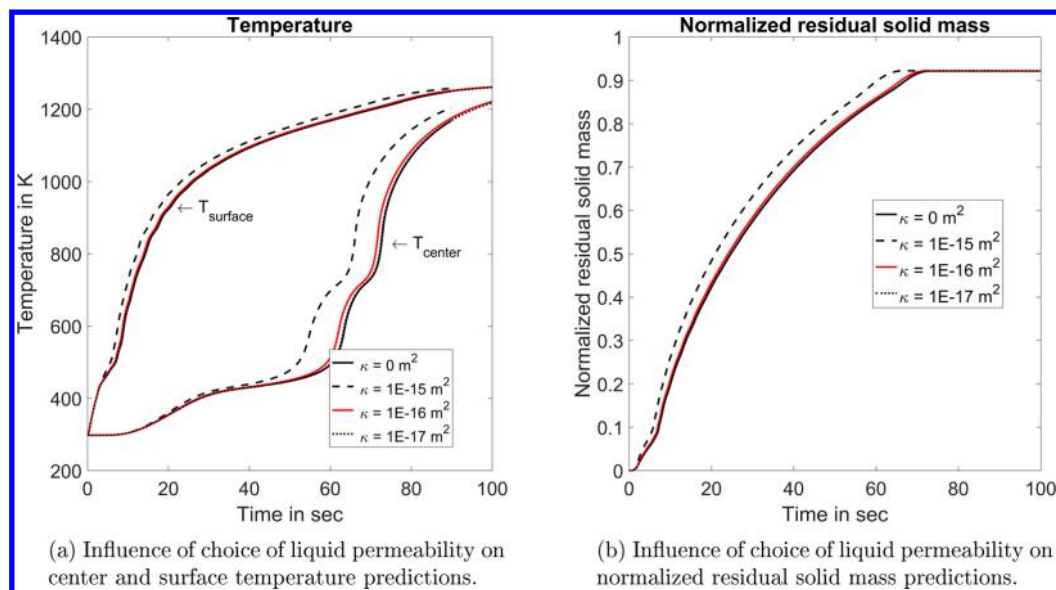 Temperature
1400
1200
1000
800
600
400
200
Temperature in K
← T_surface
← T_center
κ = 0 m²
κ = 1E-15 m²
κ = 1E-16 m²
κ = 1E-17 m²
0 20 40 60 80 100
Time in sec
(a) Influence of choice of liquid permeability on
center and surface temperature predictions.
Normalized residual solid mass
0.9
0.8
0.7
0.6
0.5
0.4
0.3
0.2
0.1
0
Normalized residual solid mass
κ = 0 m²
κ = 1E-15 m²
κ = 1E-16 m²
κ = 1E-17 m²
0 20 40 60 80 100
Time in sec
(b) Influence of choice of liquid permeability on
normalized residual solid mass predictions.
1